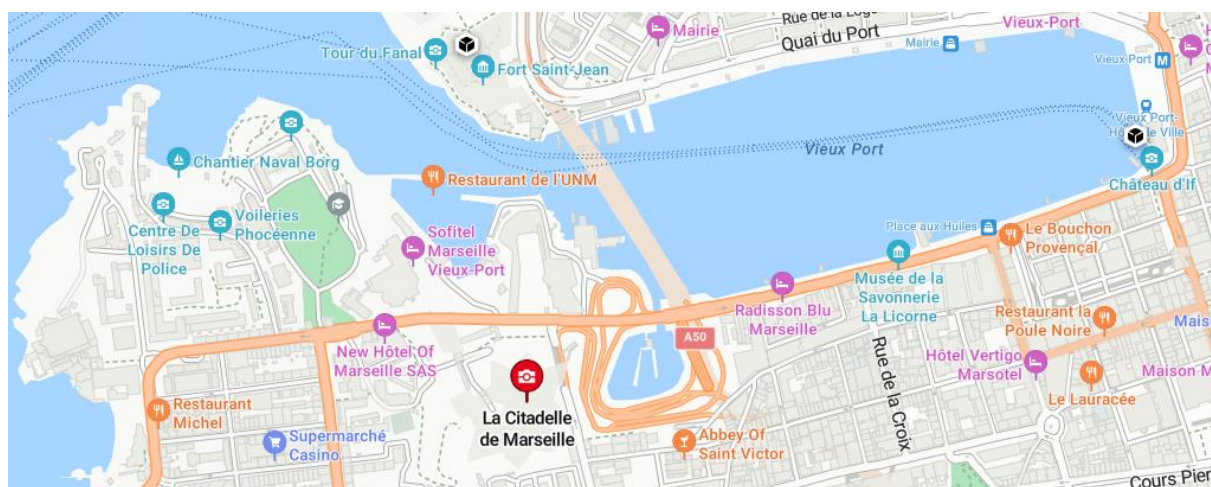 Rue de la Loge
Vieux-Port
Mairie
Quai du Port
Mairie
Tour du Fanal
Fort Saint-Jean
Vieux Port
M
Vieux Port-
Vieux Port
Chantier Naval Borg
Restaurant de l'UNM
Château d'If
Centre De
Loisirs De
Police
Voileries
Phocéenne
Sofitel
Marseille
Vieux-Port
Place aux Huiles
Le Bouchon
Provençal
Musée de la
Savonnerie
La Licorne
Radisson Blu
Marseille
Restaurant la
Poule Noire
A50
New Hôtel Of
Marseille SAS
Rue de la Croix
Hôtel Vertigo
Marsotel
La Citadelle
de Marseille
Restaurant
Michel
Supermarché
Casino
Abbey Of
Saint Victor
Le Lauracée
Cours Pier